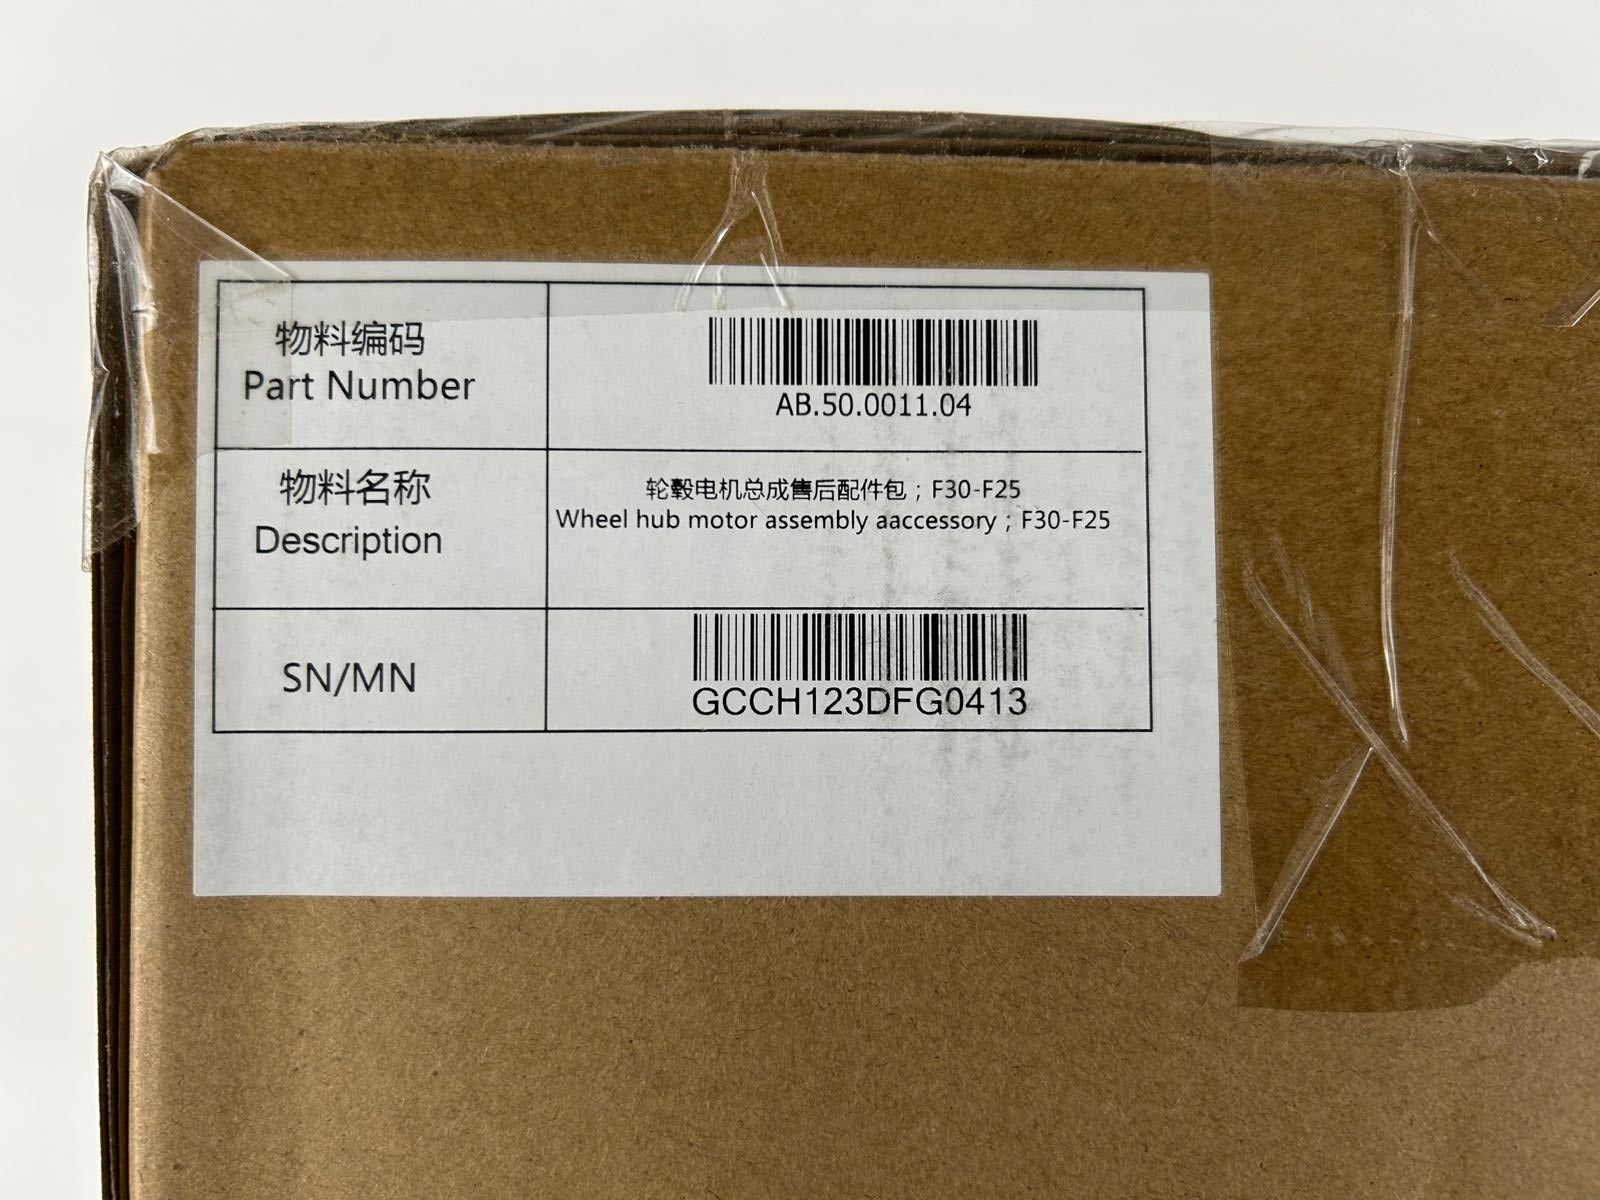 物料编码
Part Number
AB.50.0011.04
物料名称
Description
轮毂电机总成售后配件包；F30-F25
Wheel hub motor assembly aaccessory；F30-F25
SN/MN
GCCH123DFG0413